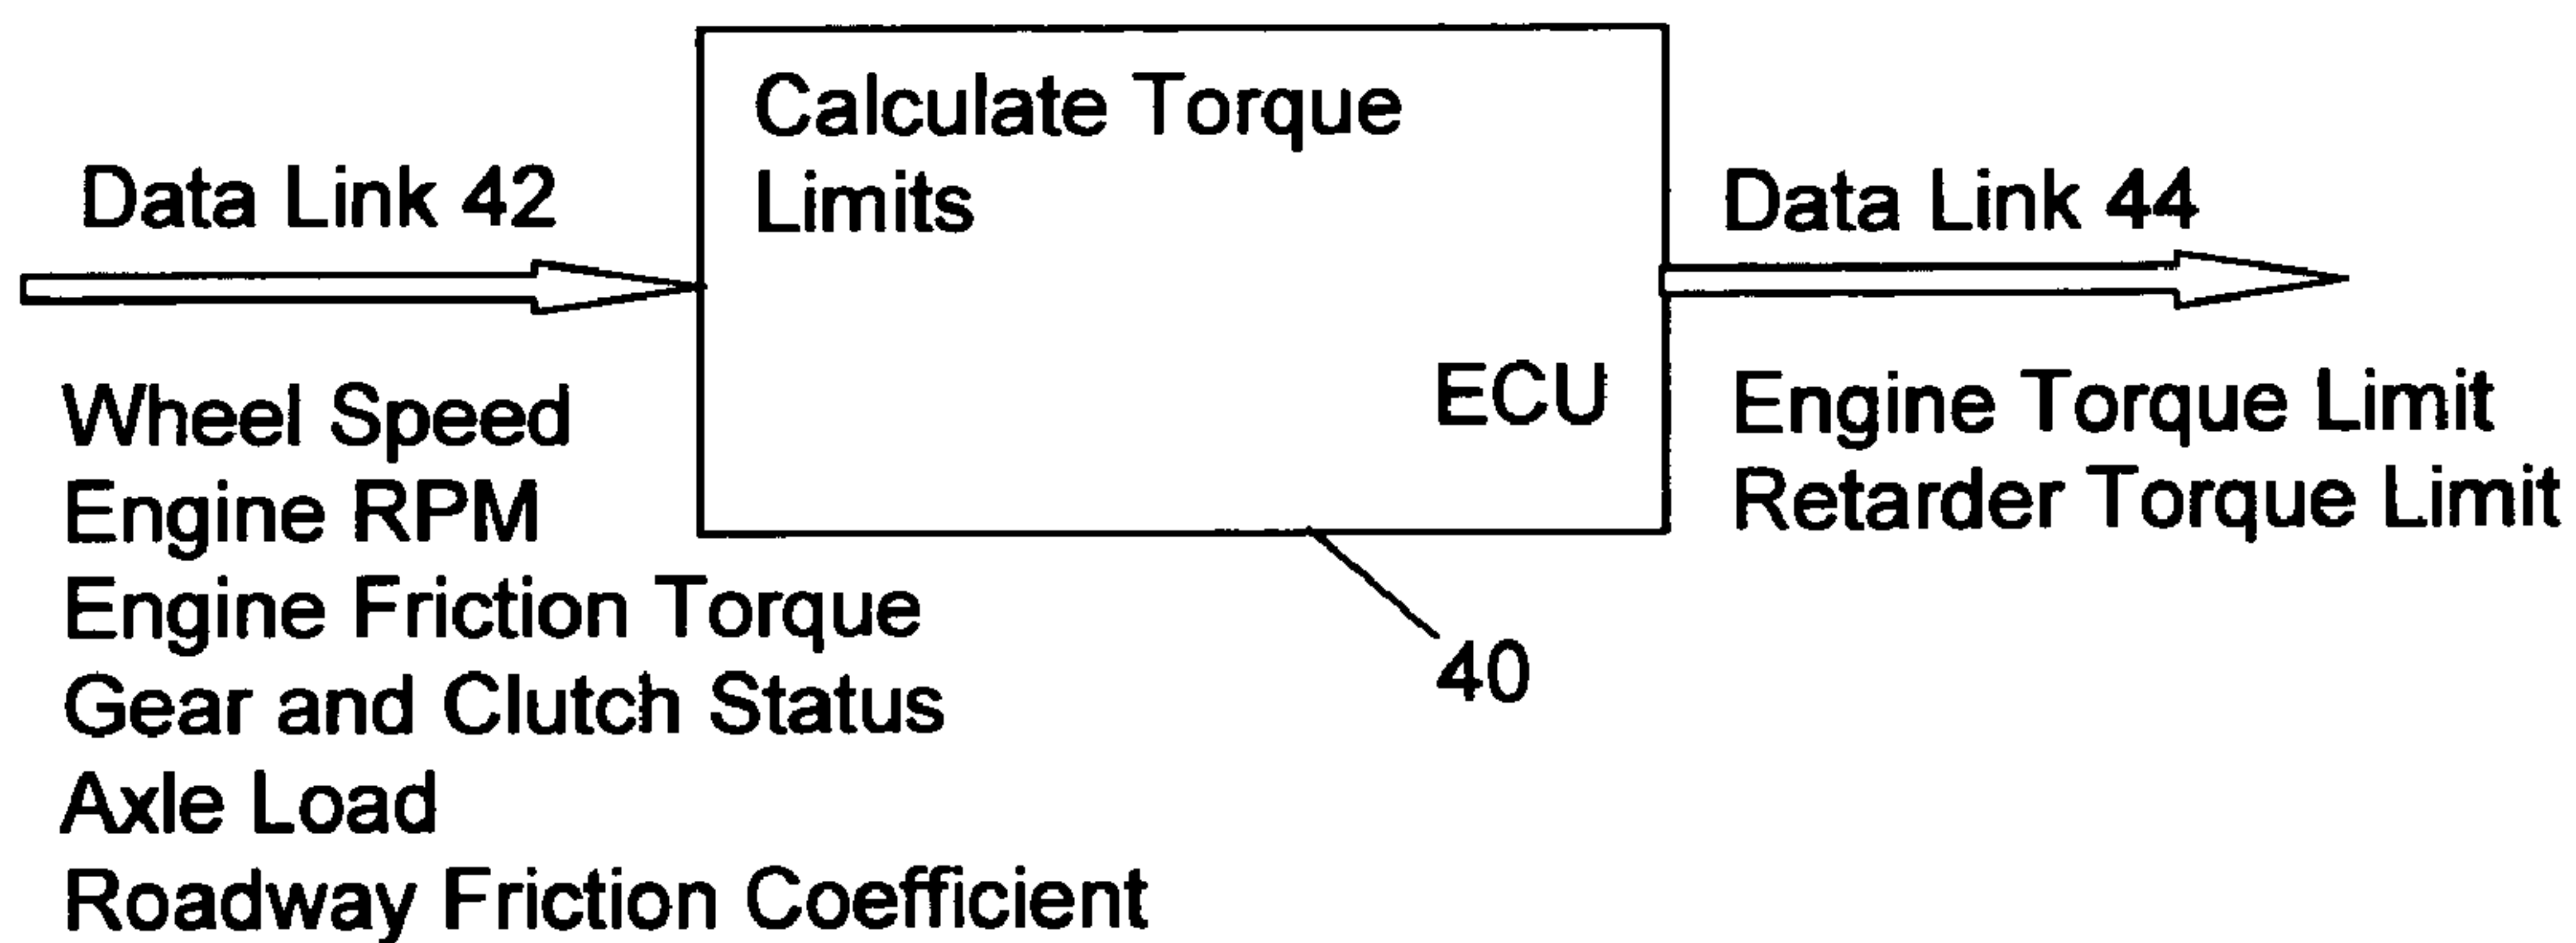 Calculate Torque
Limits
Data Link 42
Data Link 44
ECU
Wheel Speed
Engine RPM
Engine Friction Torque
Gear and Clutch Status
Axle Load
Roadway Friction Coefficient
Engine Torque Limit
Retarder Torque Limit
40